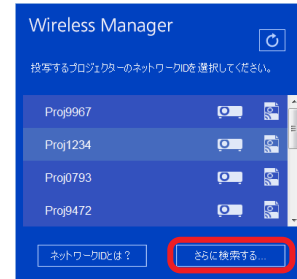 Wireless Manager
投写するプロジェクターのネットワークIDを選択してください。
Proj9967
Proj1234
Proj0793
Proj9472
ネットワークIDとは？
さらに検索する...